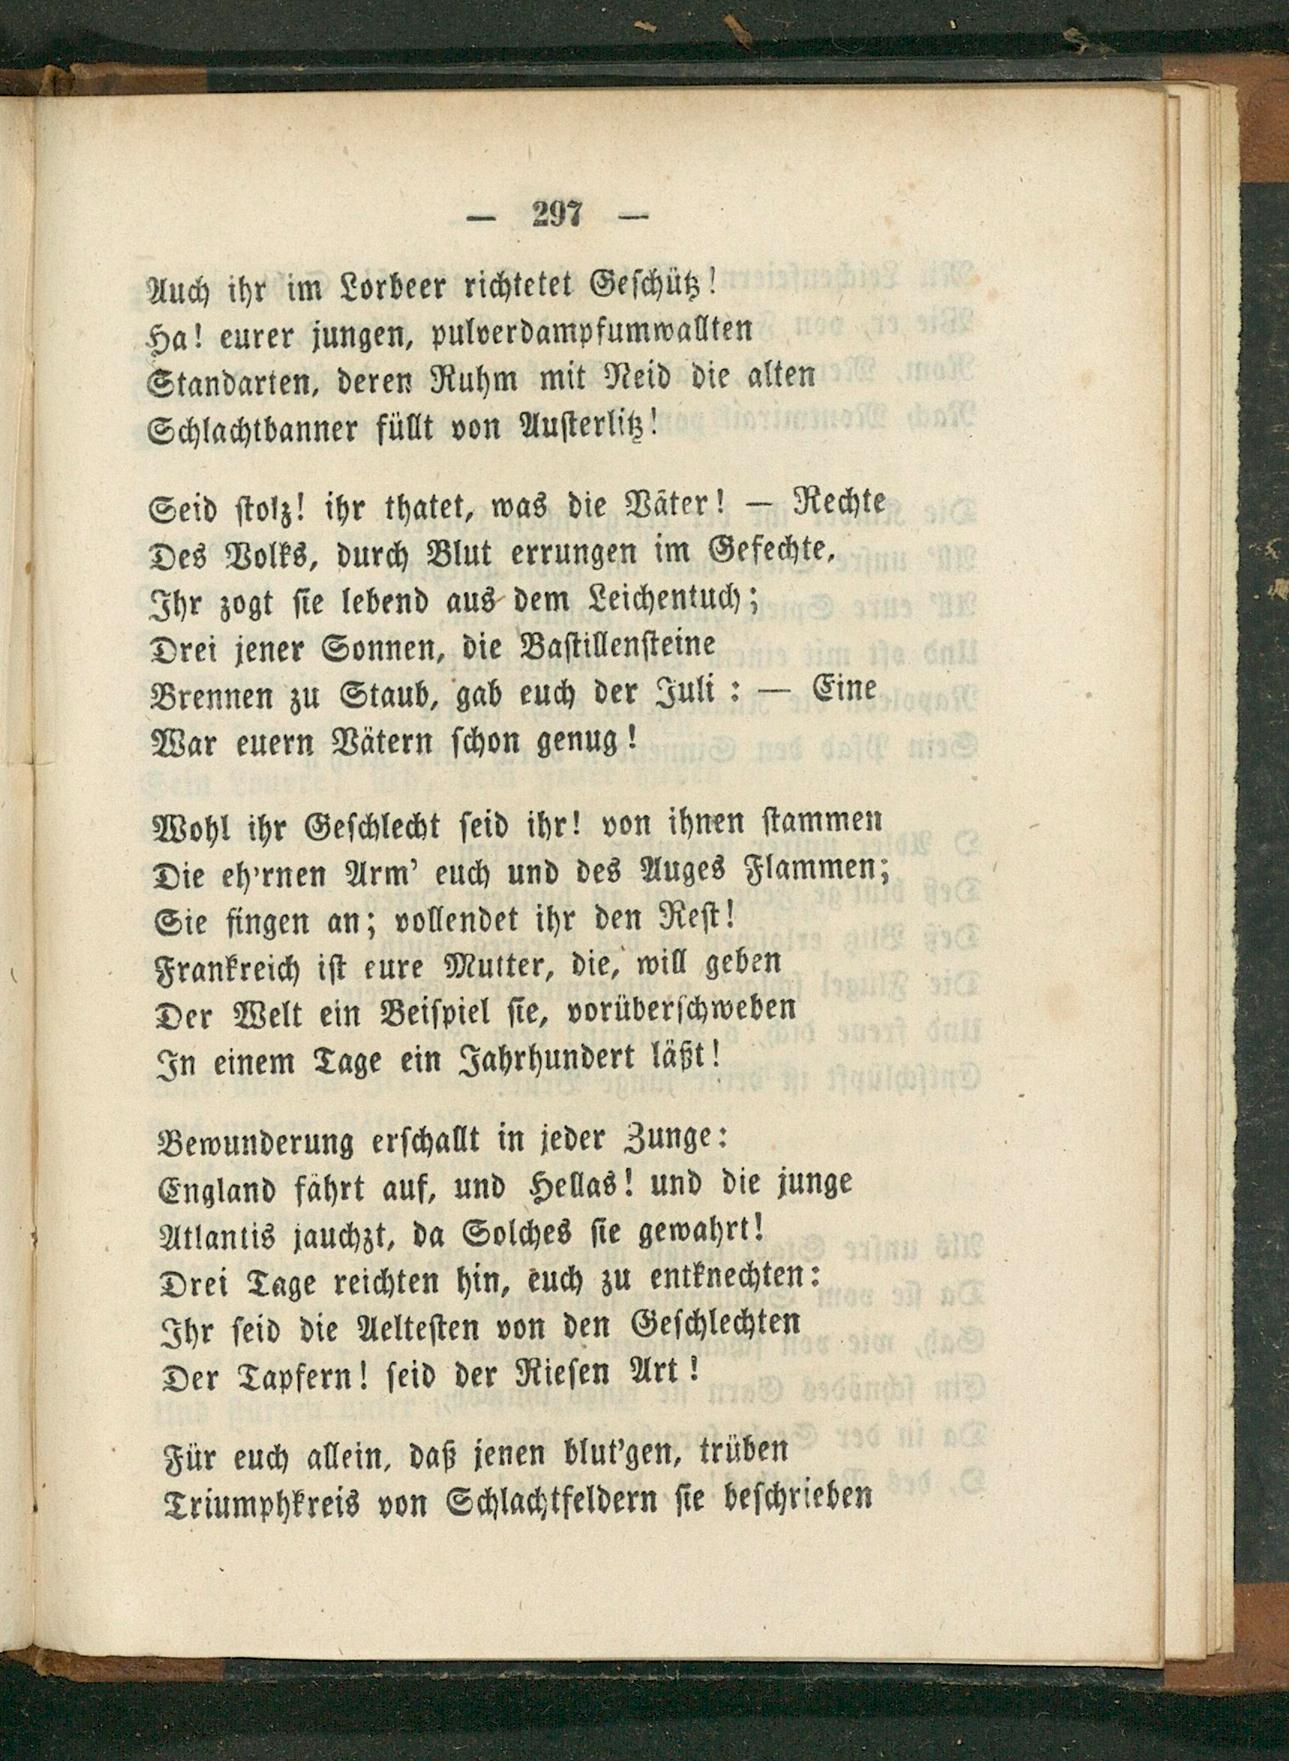 — 297 —
Auch ihr im Lorbeer richtetet Geschütz!
Ha! eurer jungen, pulverdampfumwallten
Standarten, deren Ruhm mit Neid die alten
Schlachtbanner füllt von Austerlitz!
Seid stolz! ihr thatet, was die Väter! — Rechte
Des Volks, durch Blut errungen im Gefechte,
Ihr zogt sie lebend aus dem Leichentuch;
Drei jener Sonnen, die Bastillensteine
Brennen zu Staub, gab euch der Juli: — Eine
War euern Vätern schon genug!
Wohl ihr Geschlecht seid ihr! von ihnen stammen
Die eh'rnen Arm' euch und des Auges Flammen;
Sie fingen an; vollendet ihr den Rest!
Frankreich ist eure Mutter, die, will geben
Der Welt ein Beispiel sie, vorüberschweben
In einem Tage ein Jahrhundert läßt!
Bewunderung erschallt in jeder Zunge:
England fährt auf, und Hellas! und die junge
Atlantis jauchzt, da Solches sie gewahrt!
Drei Tage reichten hin, euch zu entknechten:
Ihr seid die Aeltesten von den Geschlechten
Der Tapfern! seid der Riesen Art!
Für euch allein, daß jenen blut'gen, trüben
Triumphkreis von Schlachtfeldern sie beschrieben